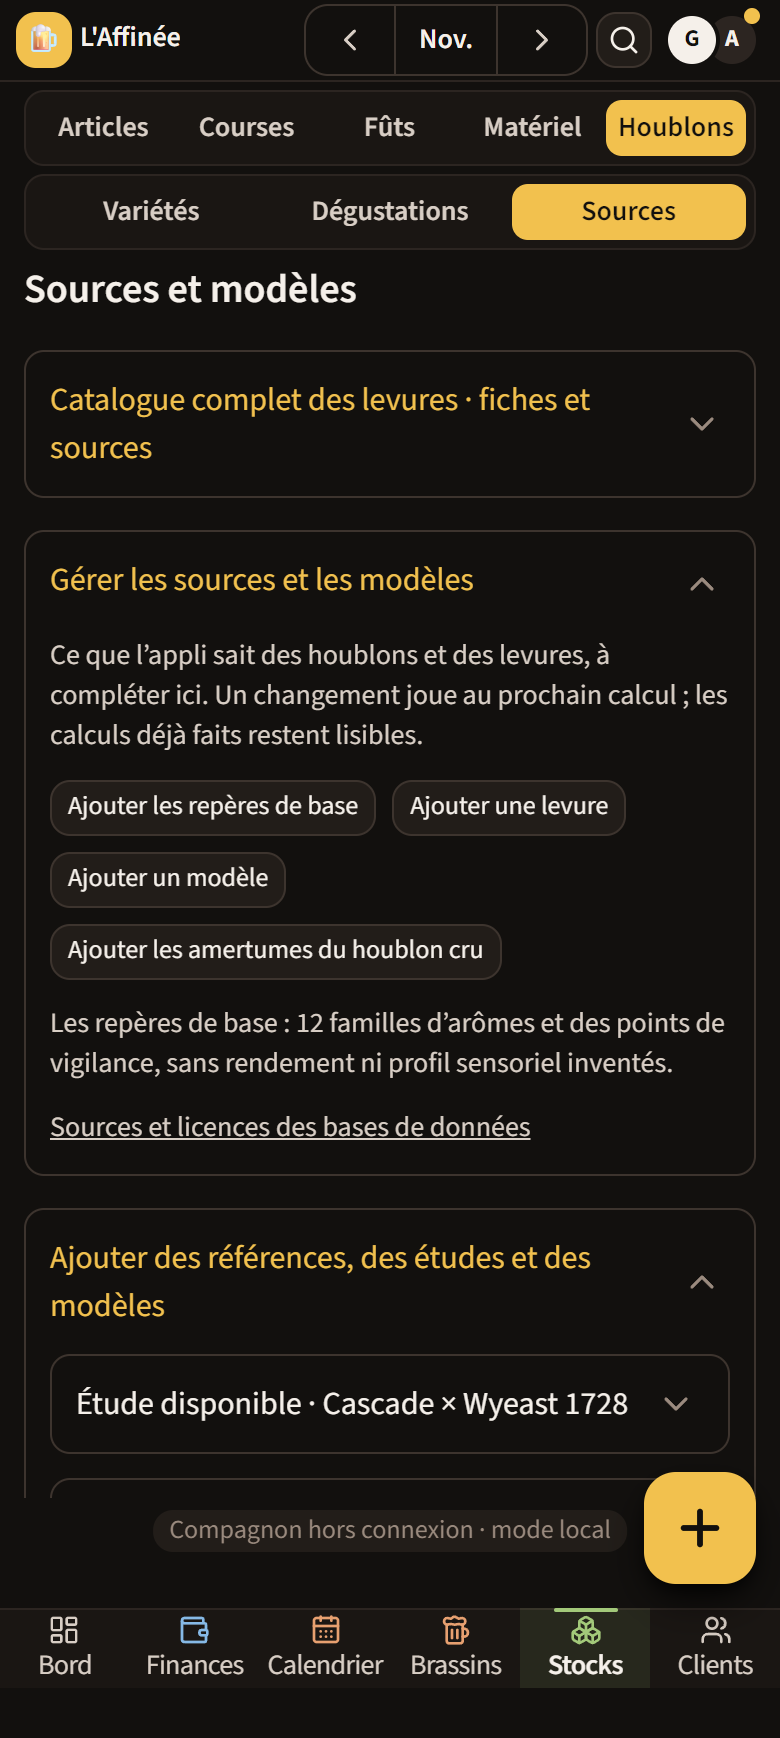 L'Affinée
Nov.
G
A
Articles
Courses
Fûts
Matériel
Houblons
Variétés
Dégustations
Sources
Sources et modèles
Catalogue complet des levures · fiches et
sources
Gérer les sources et les modèles
Ce que l’appli sait des houblons et des levures, à
compléter ici. Un changement joue au prochain calcul ; les
calculs déjà faits restent lisibles.
Ajouter les repères de base
Ajouter une levure
Ajouter un modèle
Ajouter les amertumes du houblon cru
Les repères de base : 12 familles d’arômes et des points de
vigilance, sans rendement ni profil sensoriel inventés.
Sources et licences des bases de données
Ajouter des références, des études et des
modèles
Étude disponible · Cascade × Wyeast 1728
Compagnon hors connexion · mode local
Bord
Finances
Calendrier
Brassins
Stocks
Clients